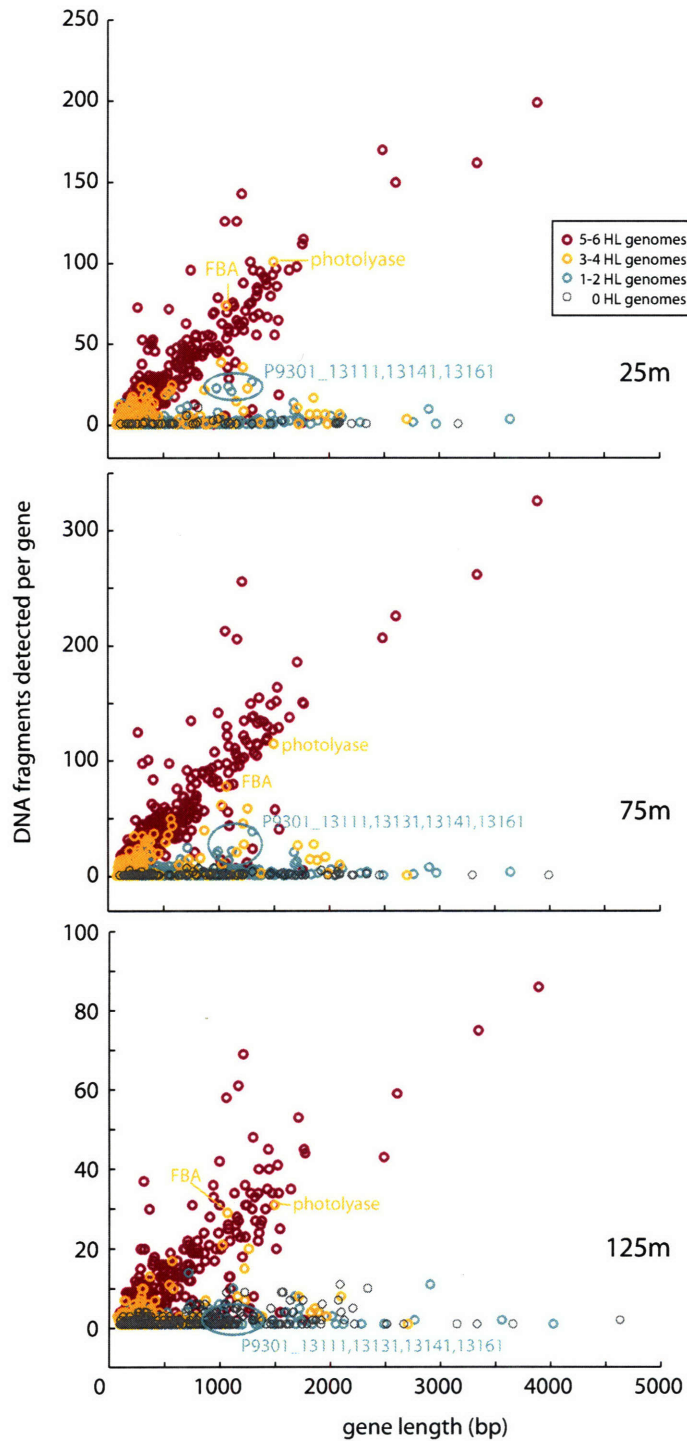 250
200
150
100
50
0
FBA
photolyase
5-6 HL genomes
3-4 HL genomes
1-2 HL genomes
0 HL genomes
P9301_13111,13141,13161
25m
DNA fragments detected per gene
300
200
100
0
photolyase
FBA
P9301_13111,13131,13141,13161
75m
100
80
60
40
20
0
FBA
photolyase
125m
P9301_13111,13131,13141,13161
0 1000 2000 3000 4000 5000
gene length (bp)